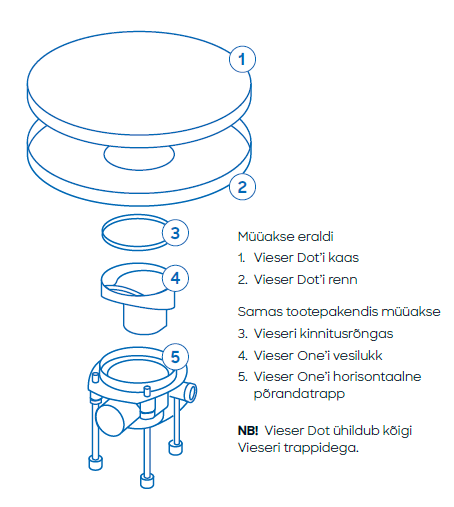 1
2
3
4
5
Müüakse eraldi
1. Vieser Dot’i kaas
2. Vieser Dot’i renn
Samas tootepakendis müüakse
3. Vieseri kinnitusrõngas
4. Vieser One’i vesilukk
5. Vieser One’i horisontaalne
põrandatrapp
NB! Vieser Dot ühildub kõigi
Vieseri trappidega.